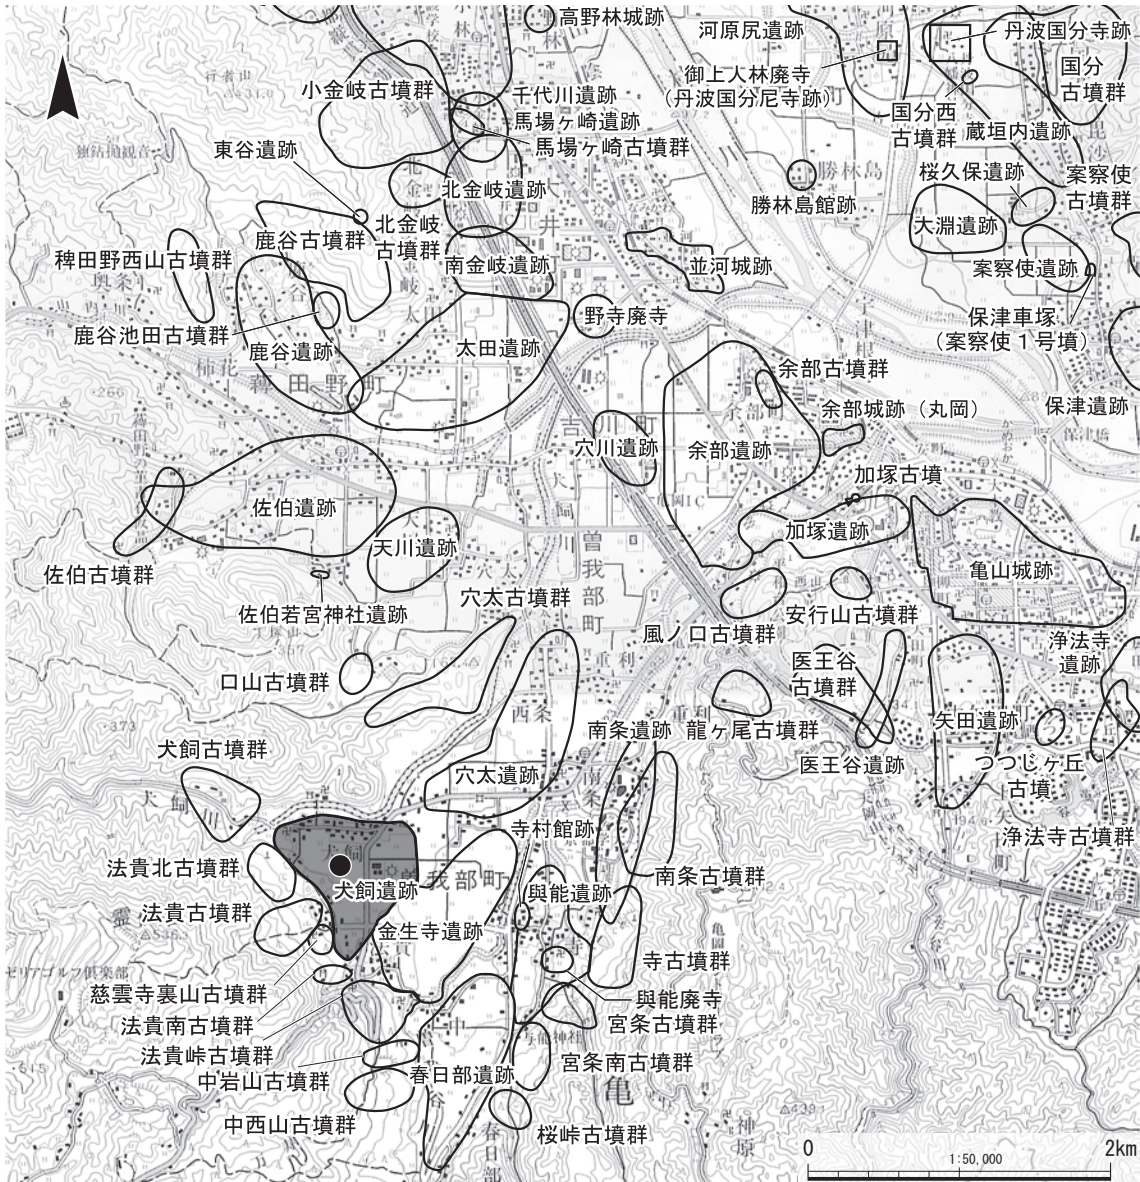 高野林城跡
河原尻遺跡
丹波国分寺跡
御上人林廃寺
（丹波国分尼寺跡）
国分
古墳群
小金岐古墳群
千代川遺跡
馬場ヶ崎遺跡
馬場ヶ崎古墳群
国分西
古墳群
蔵垣内遺跡
東谷遺跡
北金岐遺跡
勝林島
勝林島館跡
桜久保遺跡
案察使
古墳群
大淵遺跡
鹿谷古墳群
北金岐
古墳群
稗田野西山古墳群
南金岐遺跡
並河城跡
案察使遺跡
保津車塚
（案察使１号墳）
鹿谷池田古墳群
鹿谷遺跡
太田遺跡
野寺廃寺
余部古墳群
保津遺跡
余部城跡（丸岡）
穴川遺跡
余部遺跡
加塚古墳
佐伯遺跡
天川遺跡
加塚遺跡
亀山城跡
曽我部町
佐伯古墳群
佐伯若宮神社遺跡
穴太古墳群
風ノ口古墳群
安行山古墳群
浄法寺
遺跡
口山古墳群
医王谷
古墳群
重利
西条
南条遺跡
龍ヶ尾古墳群
矢田遺跡
犬飼古墳群
穴太遺跡
医王谷遺跡
つつじヶ丘
古墳
寺村館跡
浄法寺古墳群
法貴北古墳群
犬飼遺跡
我部町
與能遺跡
南条古墳群
法貴古墳群
金生寺遺跡
寺古墳群
慈雲寺裏山古墳群
與能廃寺
法貴南古墳群
宮条古墳群
法貴峠古墳群
中岩山古墳群
春日部遺跡
宮条南古墳群
亀
中西山古墳群
桜峠古墳群
春日部
神原
0
1:50,000
2km